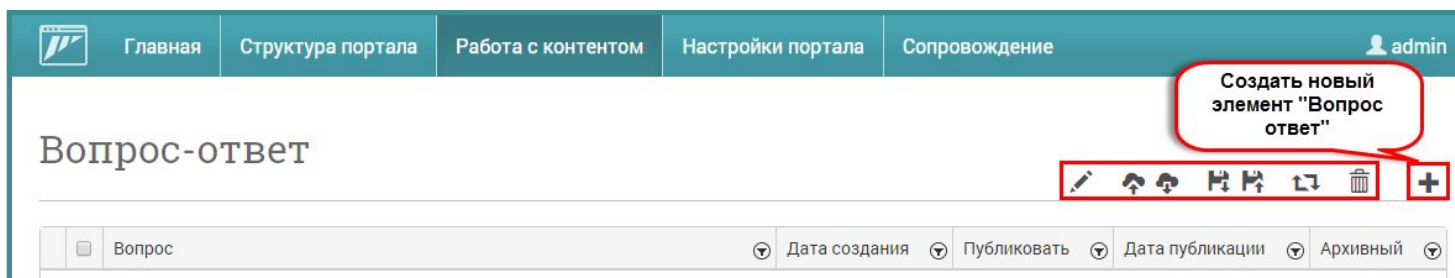 Главная Структура портала Работа с контентом Настройки портала Сопровождение admin
Создать новый
элемент "Вопрос
ответ"
Вопрос-ответ
Вопрос Дата создания Публиковать Дата публикации Архивный